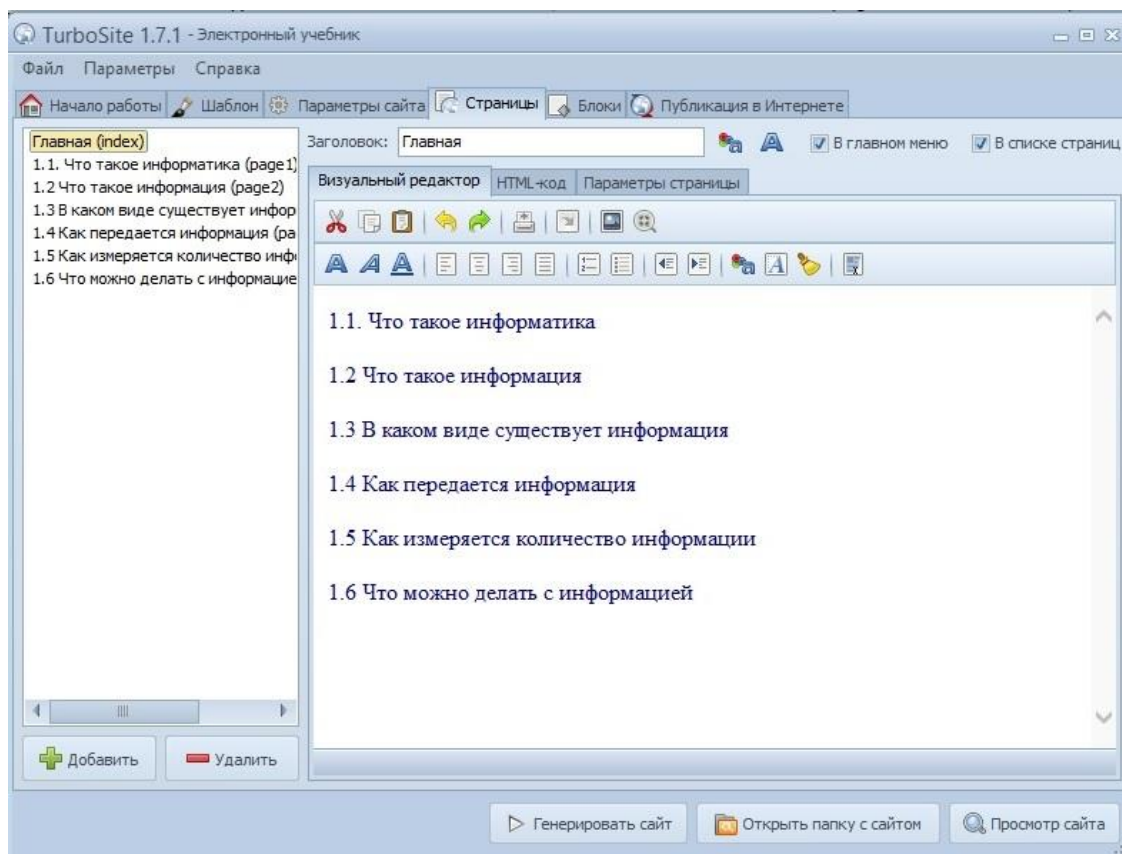 TurboSite 1.7.1 - Электронный учебник
Файл Параметры Справка
Начало работы Шаблон Параметры сайта Страницы Блоки Публикация в Интернете
Главная (index)
1.1. Что такое информатика (page1)
1.2 Что такое информация (page2)
1.3 В каком виде существует инфор
1.4 Как передается информация (pa
1.5 Как измеряется количество инф
1.6 Что можно делать с информацие
Добавить Удалить
Заголовок: Главная В главном меню В списке страниц
Визуальный редактор HTML-код Параметры страницы
1.1. Что такое информатика
1.2 Что такое информация
1.3 В каком виде существует информация
1.4 Как передается информация
1.5 Как измеряется количество информации
1.6 Что можно делать с информацией
Генерировать сайт Открыть папку с сайтом Просмотр сайта